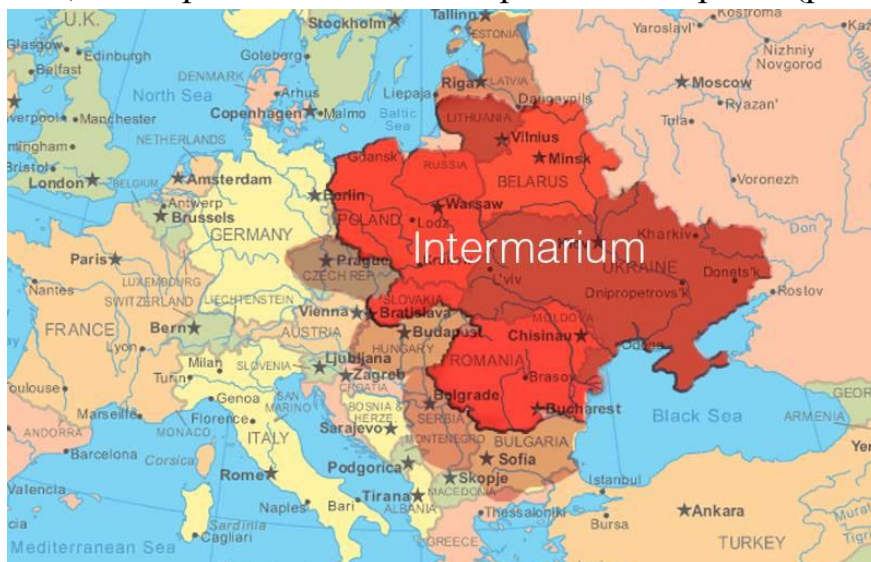 Stockholm
Tallinn
Kostroma
Yaroslavl'
ESTONIA
Glasgow
Edinburgh
Goteborg
Nizhniy
Novgorod
Belfast
DENMARK
Riga
LATVIA
Moscow
North Sea
Arhus
Liepaja
Daugavpils
Ryazan'
Copenhagen
Malmo
Baltic
Sea
LITHUANIA
Tula
Manchester
NETHERLANDS
Vilnius
Gdansk
RUSSIA
Minsk
London
Amsterdam
BELARUS
Voronezh
BELGIUM
Antwerp
Berlin
Warsaw
Brussels
POLAND
Lodz
Don
GERMANY
Kharkiv
Intermarium
Paris
Prague
UKRAINE
LUXEMBOURG
CZECH REP
L'viv
Donets'k
Nantes
SWITZERLAND
LIECHTENSTEIN
SLOVAKIA
Dnipropetrovs'k
Rostov
Vienna
Bratislava
MOLDOVA
Bern
AUSTRIA
Budapust
Chisinau
FRANCE
HUNGARY
Lyon
SLOVENIA
Ljubljana
ROMANIA
Milan
Zagreb
Turin
CROATIA
Brasov
Toulouse
Genoa
SAN
MARINO
BOSNIA &
HERZE
Belgrade
Bucharest
Black Sea
Marseille
Florence
SERBIA
ARMENIA
ANDORRA
MONACO
ITALY
Sarajevo
MONTENEGRO
BULGARIA
Barcelona
Corsica
Podgorica
Sofia
Rome
Skopje
Istanbul
Valencia
Tirana
MACEDONIA
Ankara
Naples
Bari
ALBANIA
Thessaloniki
Bursa
Sardinia
Cagliari
GREECE
TURKEY
Mediterranean Sea